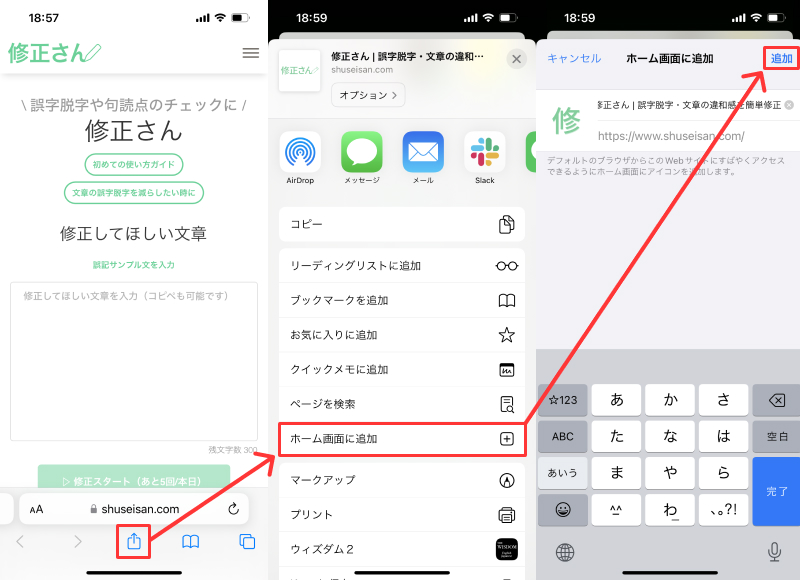 18:57
修正さん
\ 誤字脱字や句読点のチェックに /
修正さん
初めての使い方ガイド
文章の誤字脱字を減らしたい時に
修正してほしい文章
誤記サンプル文を入力
修正してほしい文章を入力（コピペも可能です）
残文字数 300
▷ 修正スタート（あと5回/本日）
AA
shuseisan.com
18:59
修正さん
修正さん | 誤字脱字・文章の違和…
shuseisan.com
オプション >
AirDrop
メッセージ
メール
Slack
コピー
リーディングリストに追加
ブックマークを追加
お気に入りに追加
クイックメモに追加
ページを検索
ホーム画面に追加
マークアップ
プリント
ウィズダム２
WISDOM
18:59
キャンセル
ホーム画面に追加
追加
修
修正さん | 誤字脱字・文章の違和感を簡単修正
https://www.shuseisan.com/
デフォルトのブラウザからこのWebサイトにすばやくアクセス
できるようにホーム画面にアイコンを追加します。
☆123
あ
か
さ
ABC
た
な
は
空白
あいう
ま
や
ら
完了
^^
わ_
、。?!